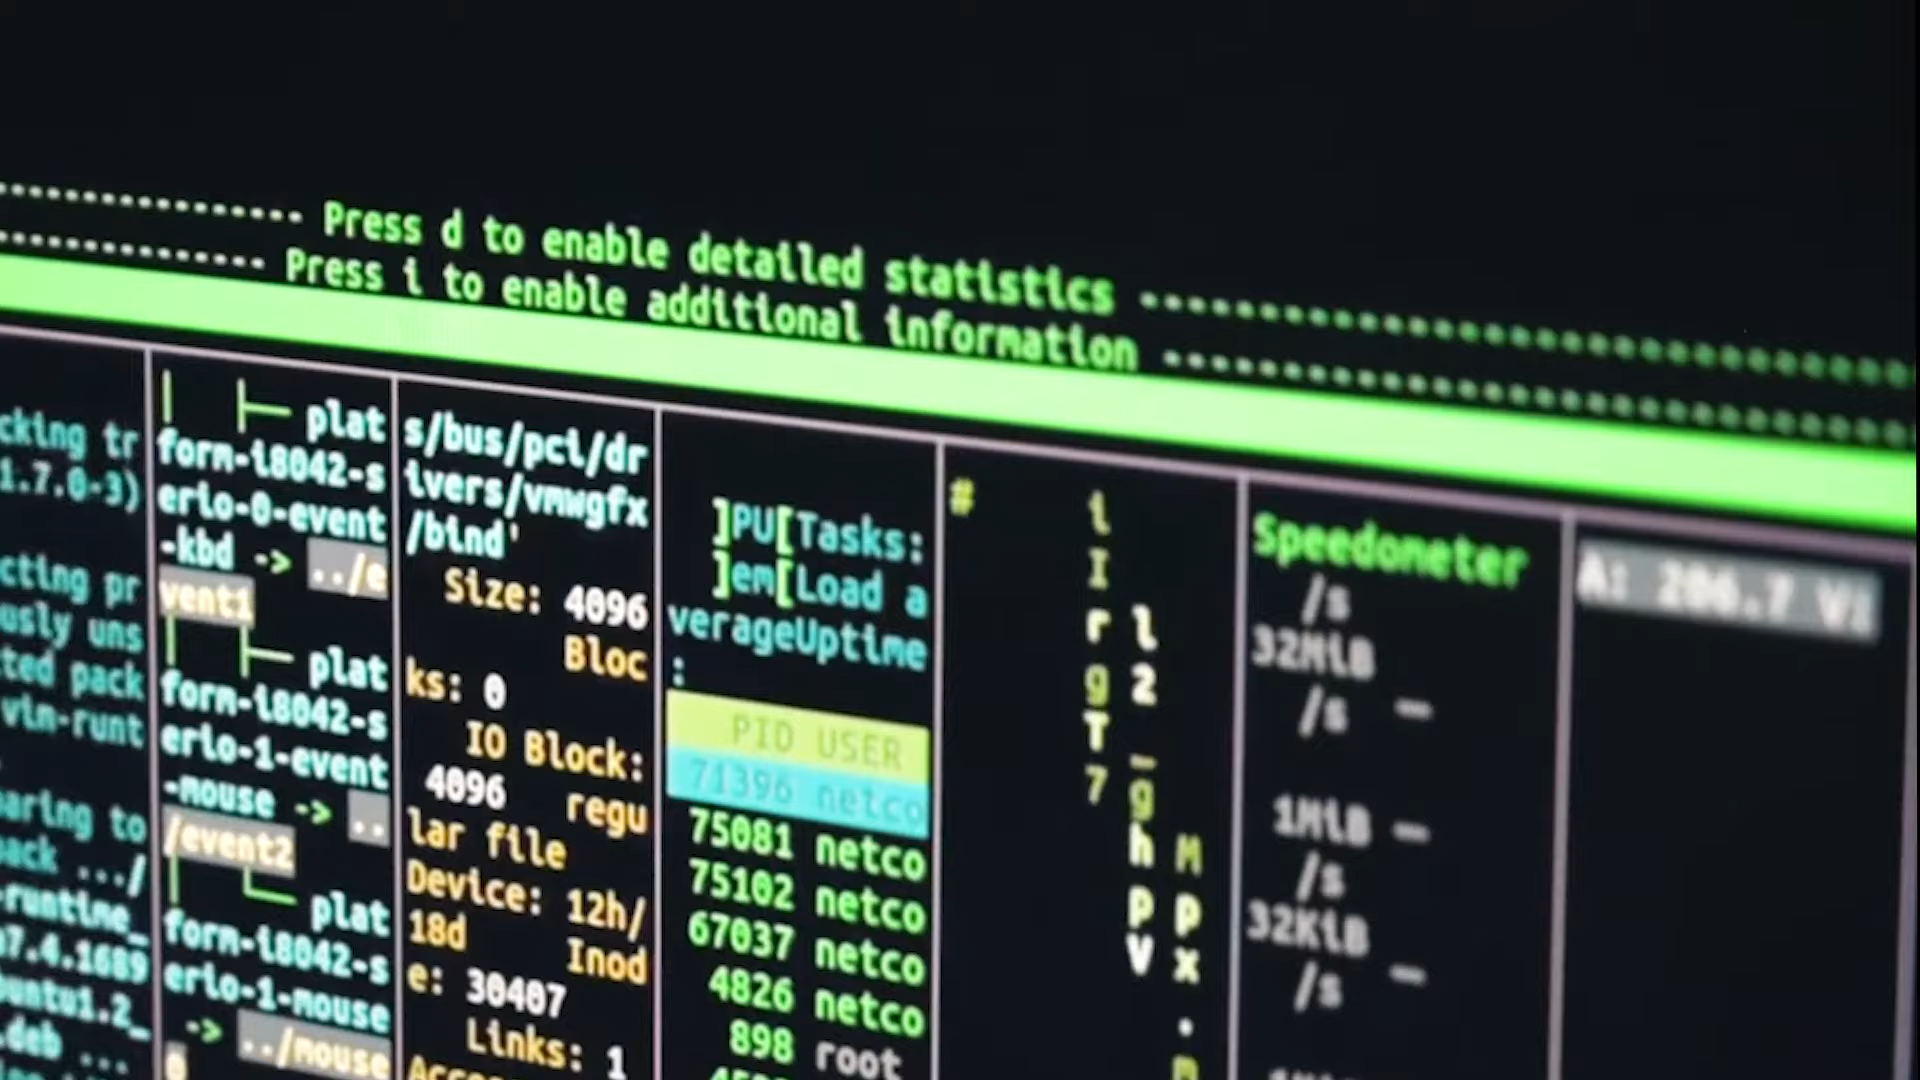 Press d to enable detailed statistics
Press i to enable additional information
cking tr
1.7.0-3)
cting pr
usly uns
ted pack
vim-runt
aring to
ack .../
-runtime_
7.4.1689
buntu1.2_
.deb ...
plat
form-i8042-s
erio-0-event
-kbd -> ../e
vent1
plat
form-i8042-s
erio-1-event
-mouse -> ..
/event2
plat
form-i8042-s
erio-1-mouse
-> ../mouse
0
s/bus/pci/dr
ivers/vmwgfx
/bind'
Size: 4096
Bloc
ks: 0
IO Block:
4096 regu
lar file
Device: 12h/
18d Inod
e: 30407
Links: 1
]PU[Tasks:
]em[Load a
verageUptime
:
PID USER
71396 netco
75081 netco
75102 netco
67037 netco
4826 netco
898 root
# i
I
r l
g 2
T _
7 g
h M
p p
V x
.
m
Speedometer
/s
32MiB
/s
1MiB
/s
32KiB
/s
A: 206.7 V: